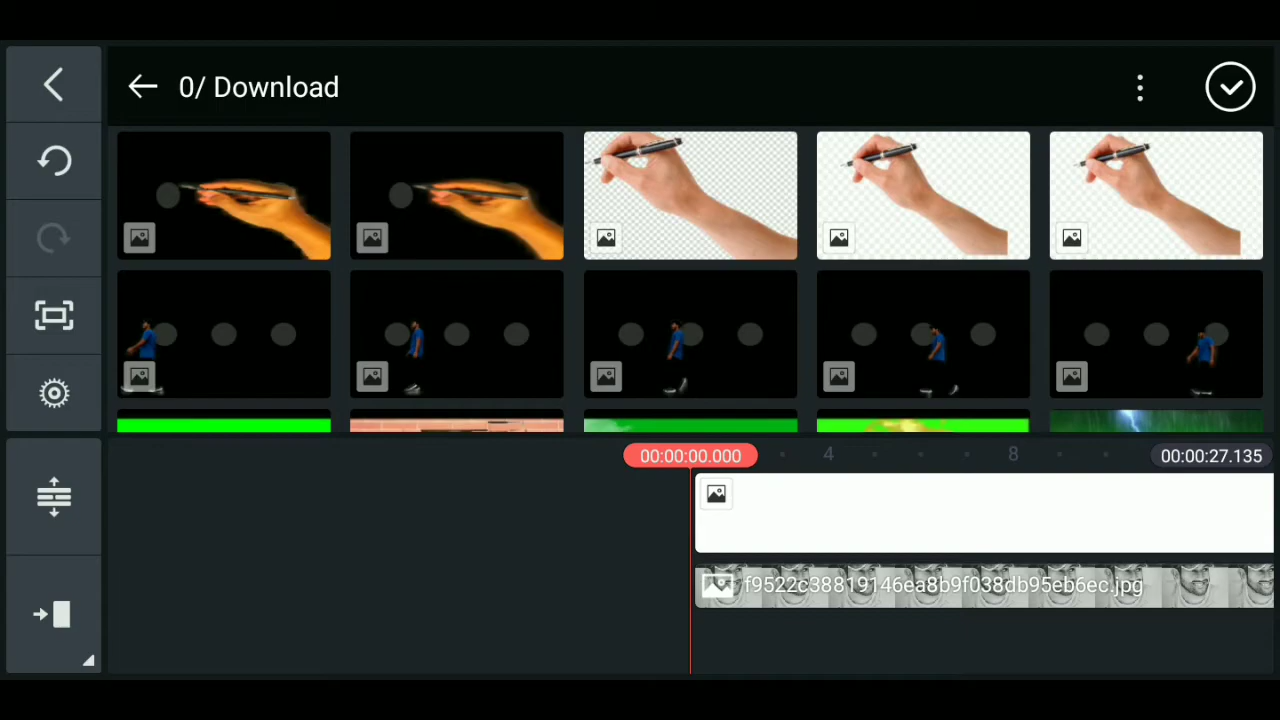 0/ Download
00:00:00.000
4
8
00:00:27.135
f9522c38819146ea8b9f038db95eb6ec.jpg